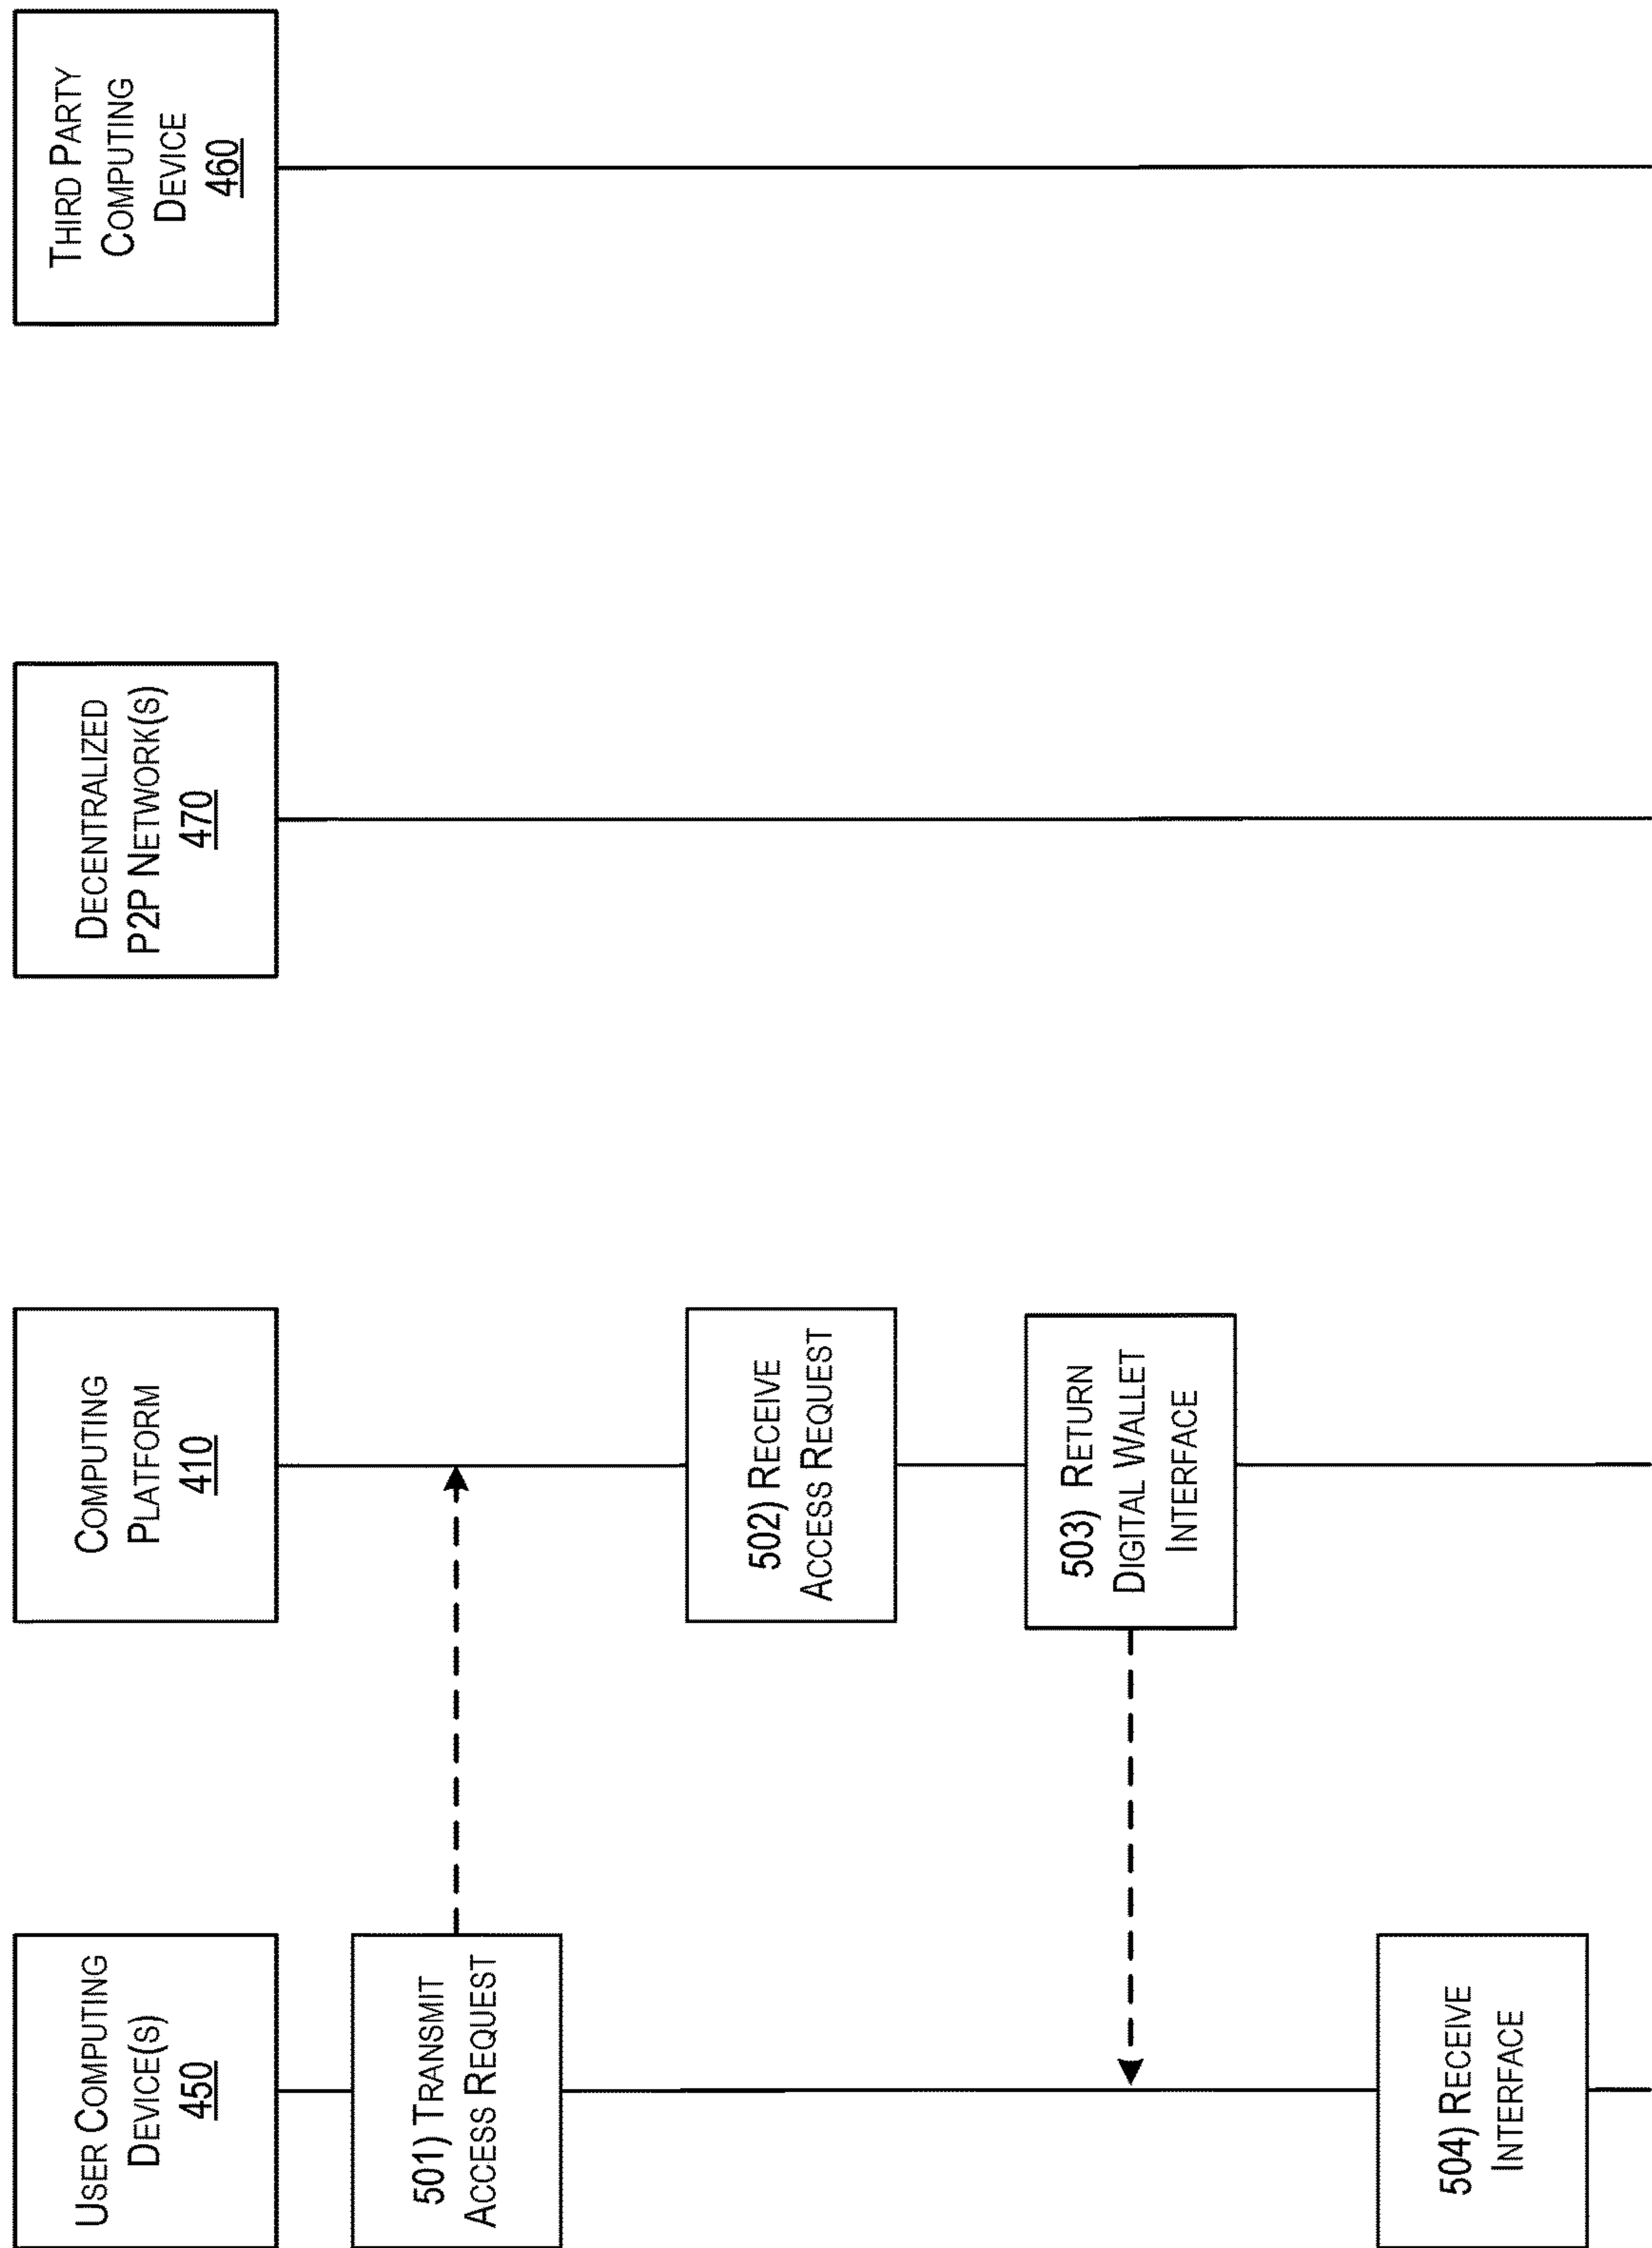 USER COMPUTING
DEVICE(S)
450
COMPUTING
PLATFORM
410
DECENTRALIZED
P2P NETWORK(S)
470
THIRD PARTY
COMPUTING
DEVICE
460
501) TRANSMIT
ACCESS REQUEST
502) RECEIVE
ACCESS REQUEST
503) RETURN
DIGITAL WALLET
INTERFACE
504) RECEIVE
INTERFACE